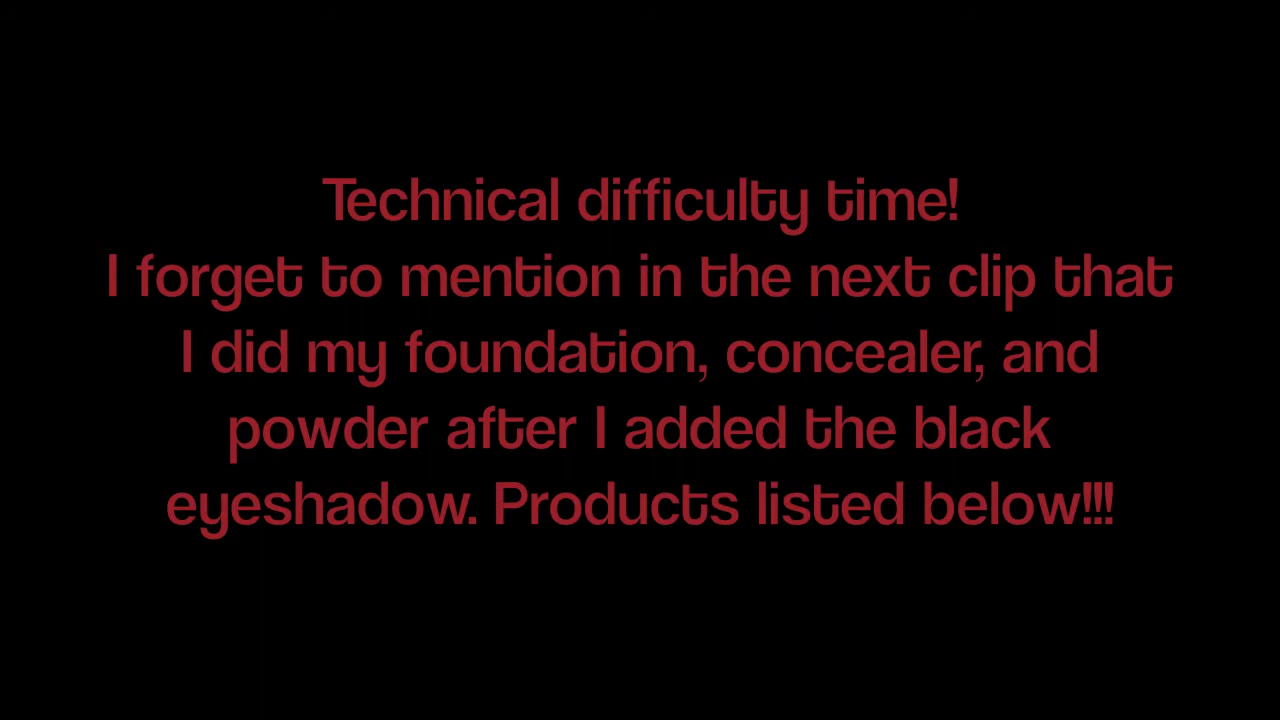 Technical difficulty time!
I forget to mention in the next clip that
I did my foundation, concealer, and
powder after I added the black
eyeshadow. Products listed below!!!